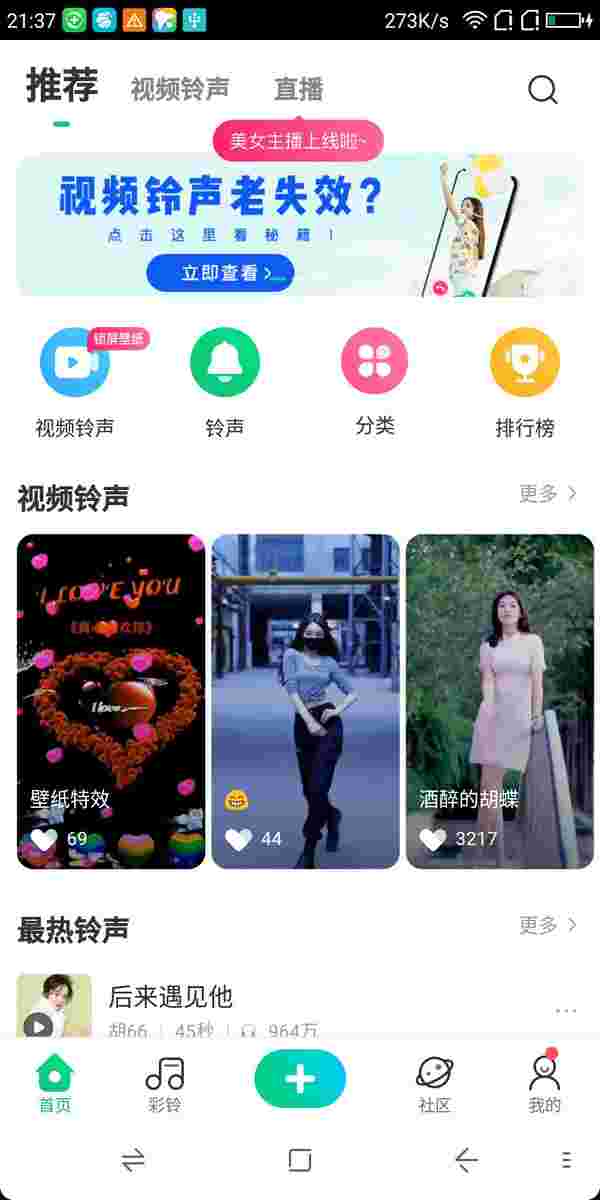 21:37
273K/s
推荐
视频铃声
直播
美女主播上线啦~
视频铃声老失效？
点击这里看秘籍！
立即查看
锁屏壁纸
视频铃声
铃声
分类
排行榜
视频铃声
更多
I LOVE YOU
I love
壁纸特效
69
44
酒醉的胡蝶
3217
最热铃声
更多
后来遇见他
胡66 | 45秒 | 964万
首页
彩铃
社区
我的